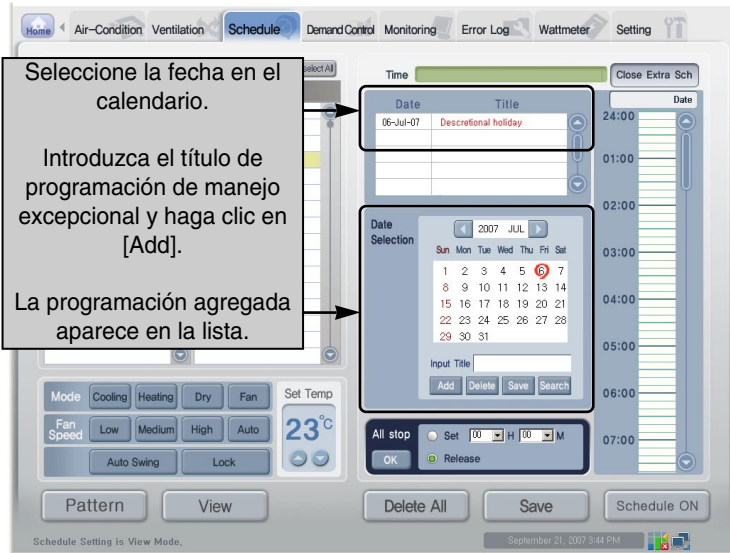 Home Air-Condition Ventilation Schedule Demand Control Monitoring Error Log Wattmeter Setting
Seleccione la fecha en el
calendario.
Introduzca el título de
programación de manejo
excepcional y haga clic en
[Add].
La programación agregada
aparece en la lista.
select All
Time
Close Extra Sch
Date Title
06-Jul-07 Descretional holiday
Date
24:00
01:00
02:00
03:00
04:00
05:00
06:00
07:00
Date
Selection
2007 JUL
Sun Mon Tue Wed Thu Fri Sat
1 2 3 4 5 6 7
8 9 10 11 12 13 14
15 16 17 18 19 20 21
22 23 24 25 26 27 28
29 30 31
Input Title
Add Delete Save Search
Mode Cooling Heating Dry Fan
Fan
Speed Low Medium High Auto
Auto Swing Lock
Set Temp
23°C
All stop Set 00 H 00 M
OK Release
Pattern View Delete All Save Schedule ON
Schedule Setting is View Mode,
September 21, 2007 3:44 PM